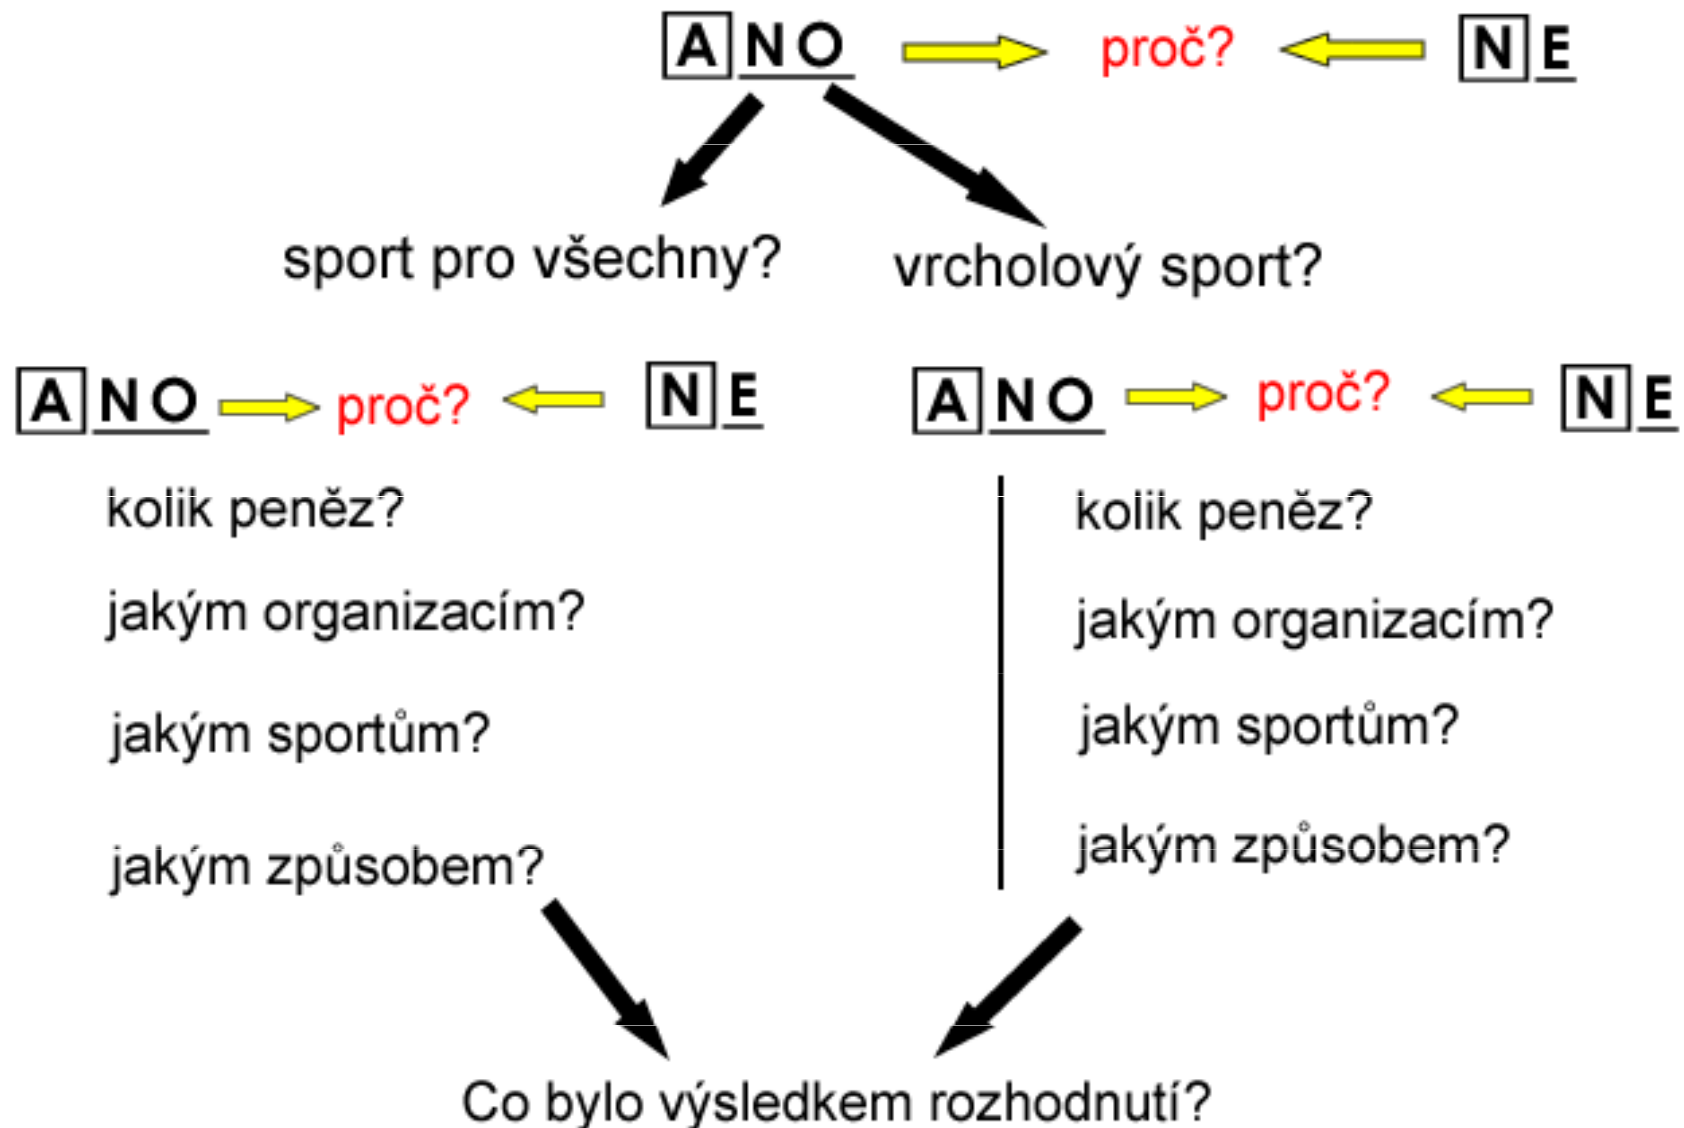 ANO proč? NE
sport pro všechny? vrcholový sport?
ANO proč? NE ANO proč? NE
kolik peněz? kolik peněz?
jakým organizacím? jakým organizacím?
jakým sportům? jakým sportům?
jakým způsobem? jakým způsobem?
Co bylo výsledkem rozhodnutí?